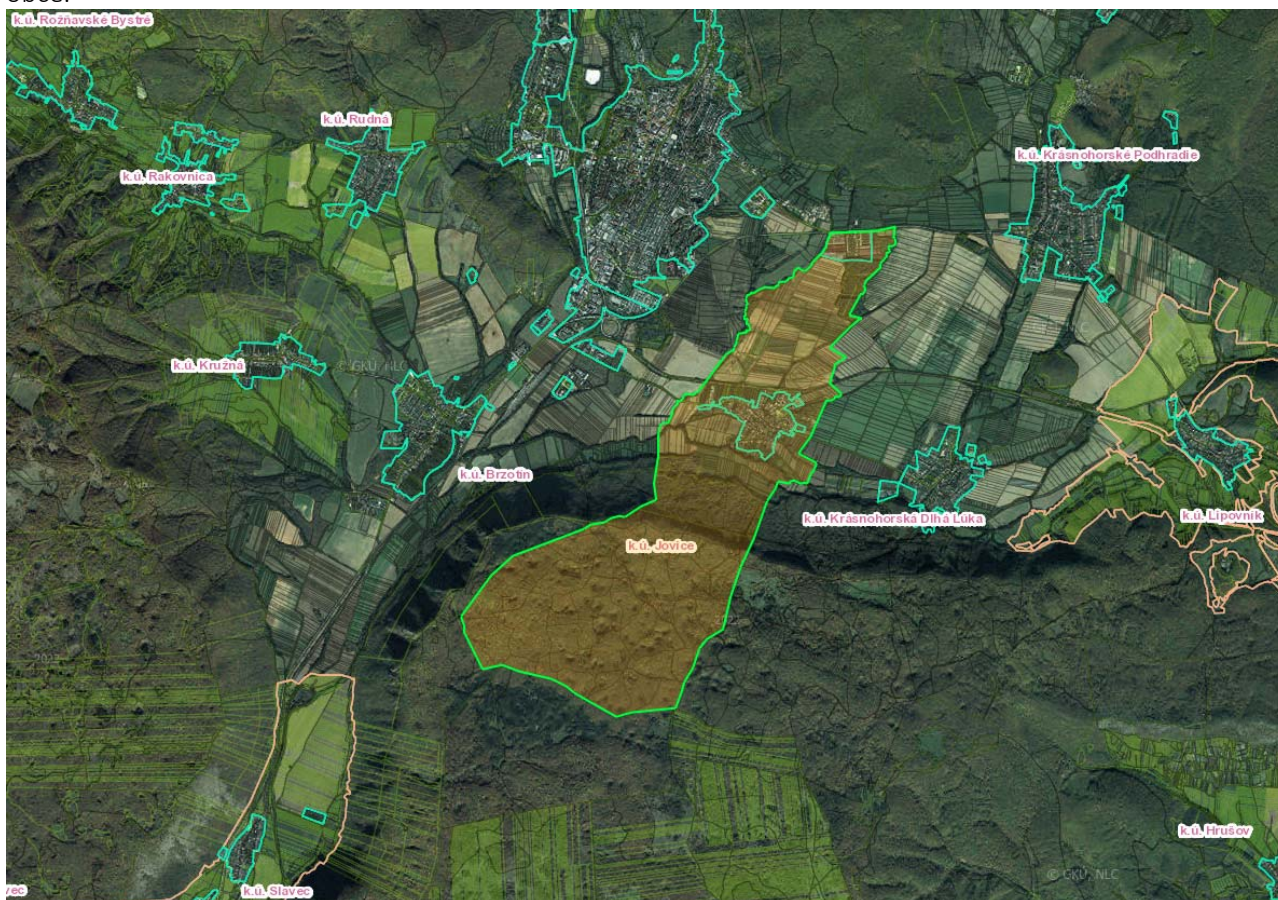 k.ú. Rožňavské Bystré
k.ú. Rudná
k.ú. Krásnohorské Podhradie
k.ú. Rakovnica
k.ú. Kružná
© GKÚ, NLC
k.ú. Brzotín
k.ú. Krásnohorská Dlhá Lúka
k.ú. Lipovník
k.ú. Jovice
k.ú. Hrušov
© GKÚ, NLC
vec
k.ú. Slavec